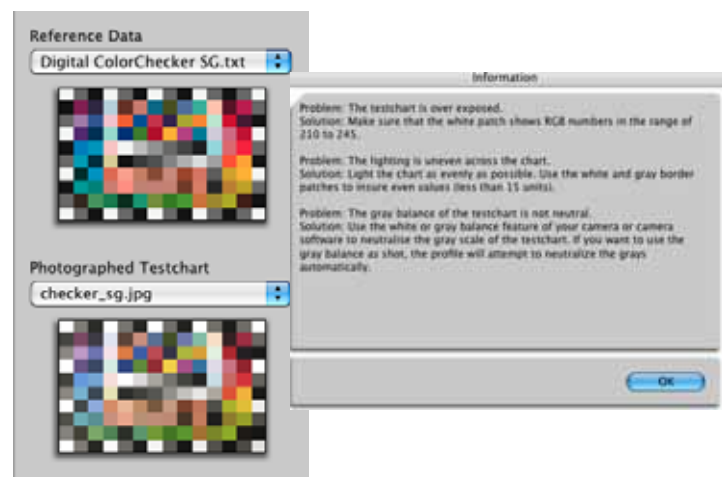 Reference Data
Digital ColorChecker SG.txt
Photographed Testchart
checker_sg.jpg
Information
Problem: The testchart is over exposed.
Solution: Make sure that the white patch shows RGB numbers in the range of
210 to 245.
Problem: The lighting is uneven across the chart.
Solution: Light the chart as evenly as possible. Use the white and gray border
patches to insure even values (less than 15 units).
Problem: The gray balance of the testchart is not neutral.
Solution: Use the white or gray balance feature of your camera or camera
software to neutralise the gray scale of the testchart. If you want to use the
gray balance as shot, the profile will attempt to neutralize the grays
automatically.
OK